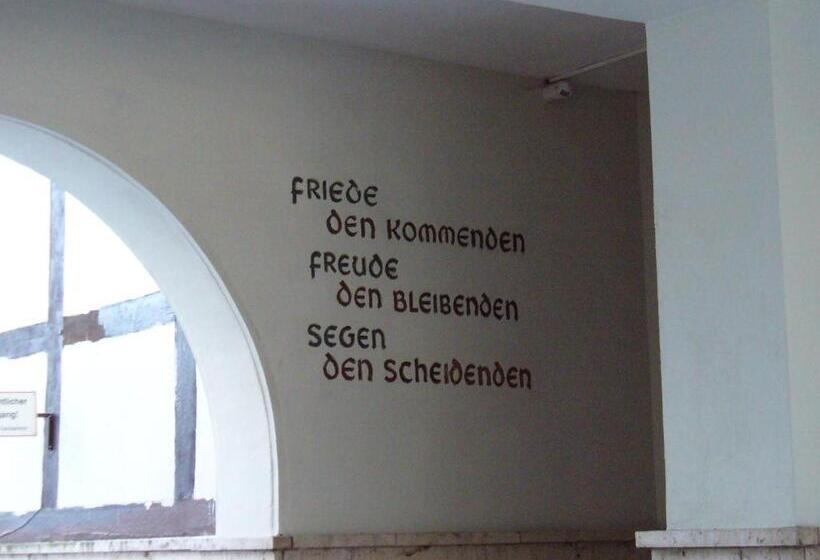 FRIEDE
DEN KOMMENDEN
FREUDE
DEN BLEIBENDEN
SEGEN
DEN SCHEIDENDEN